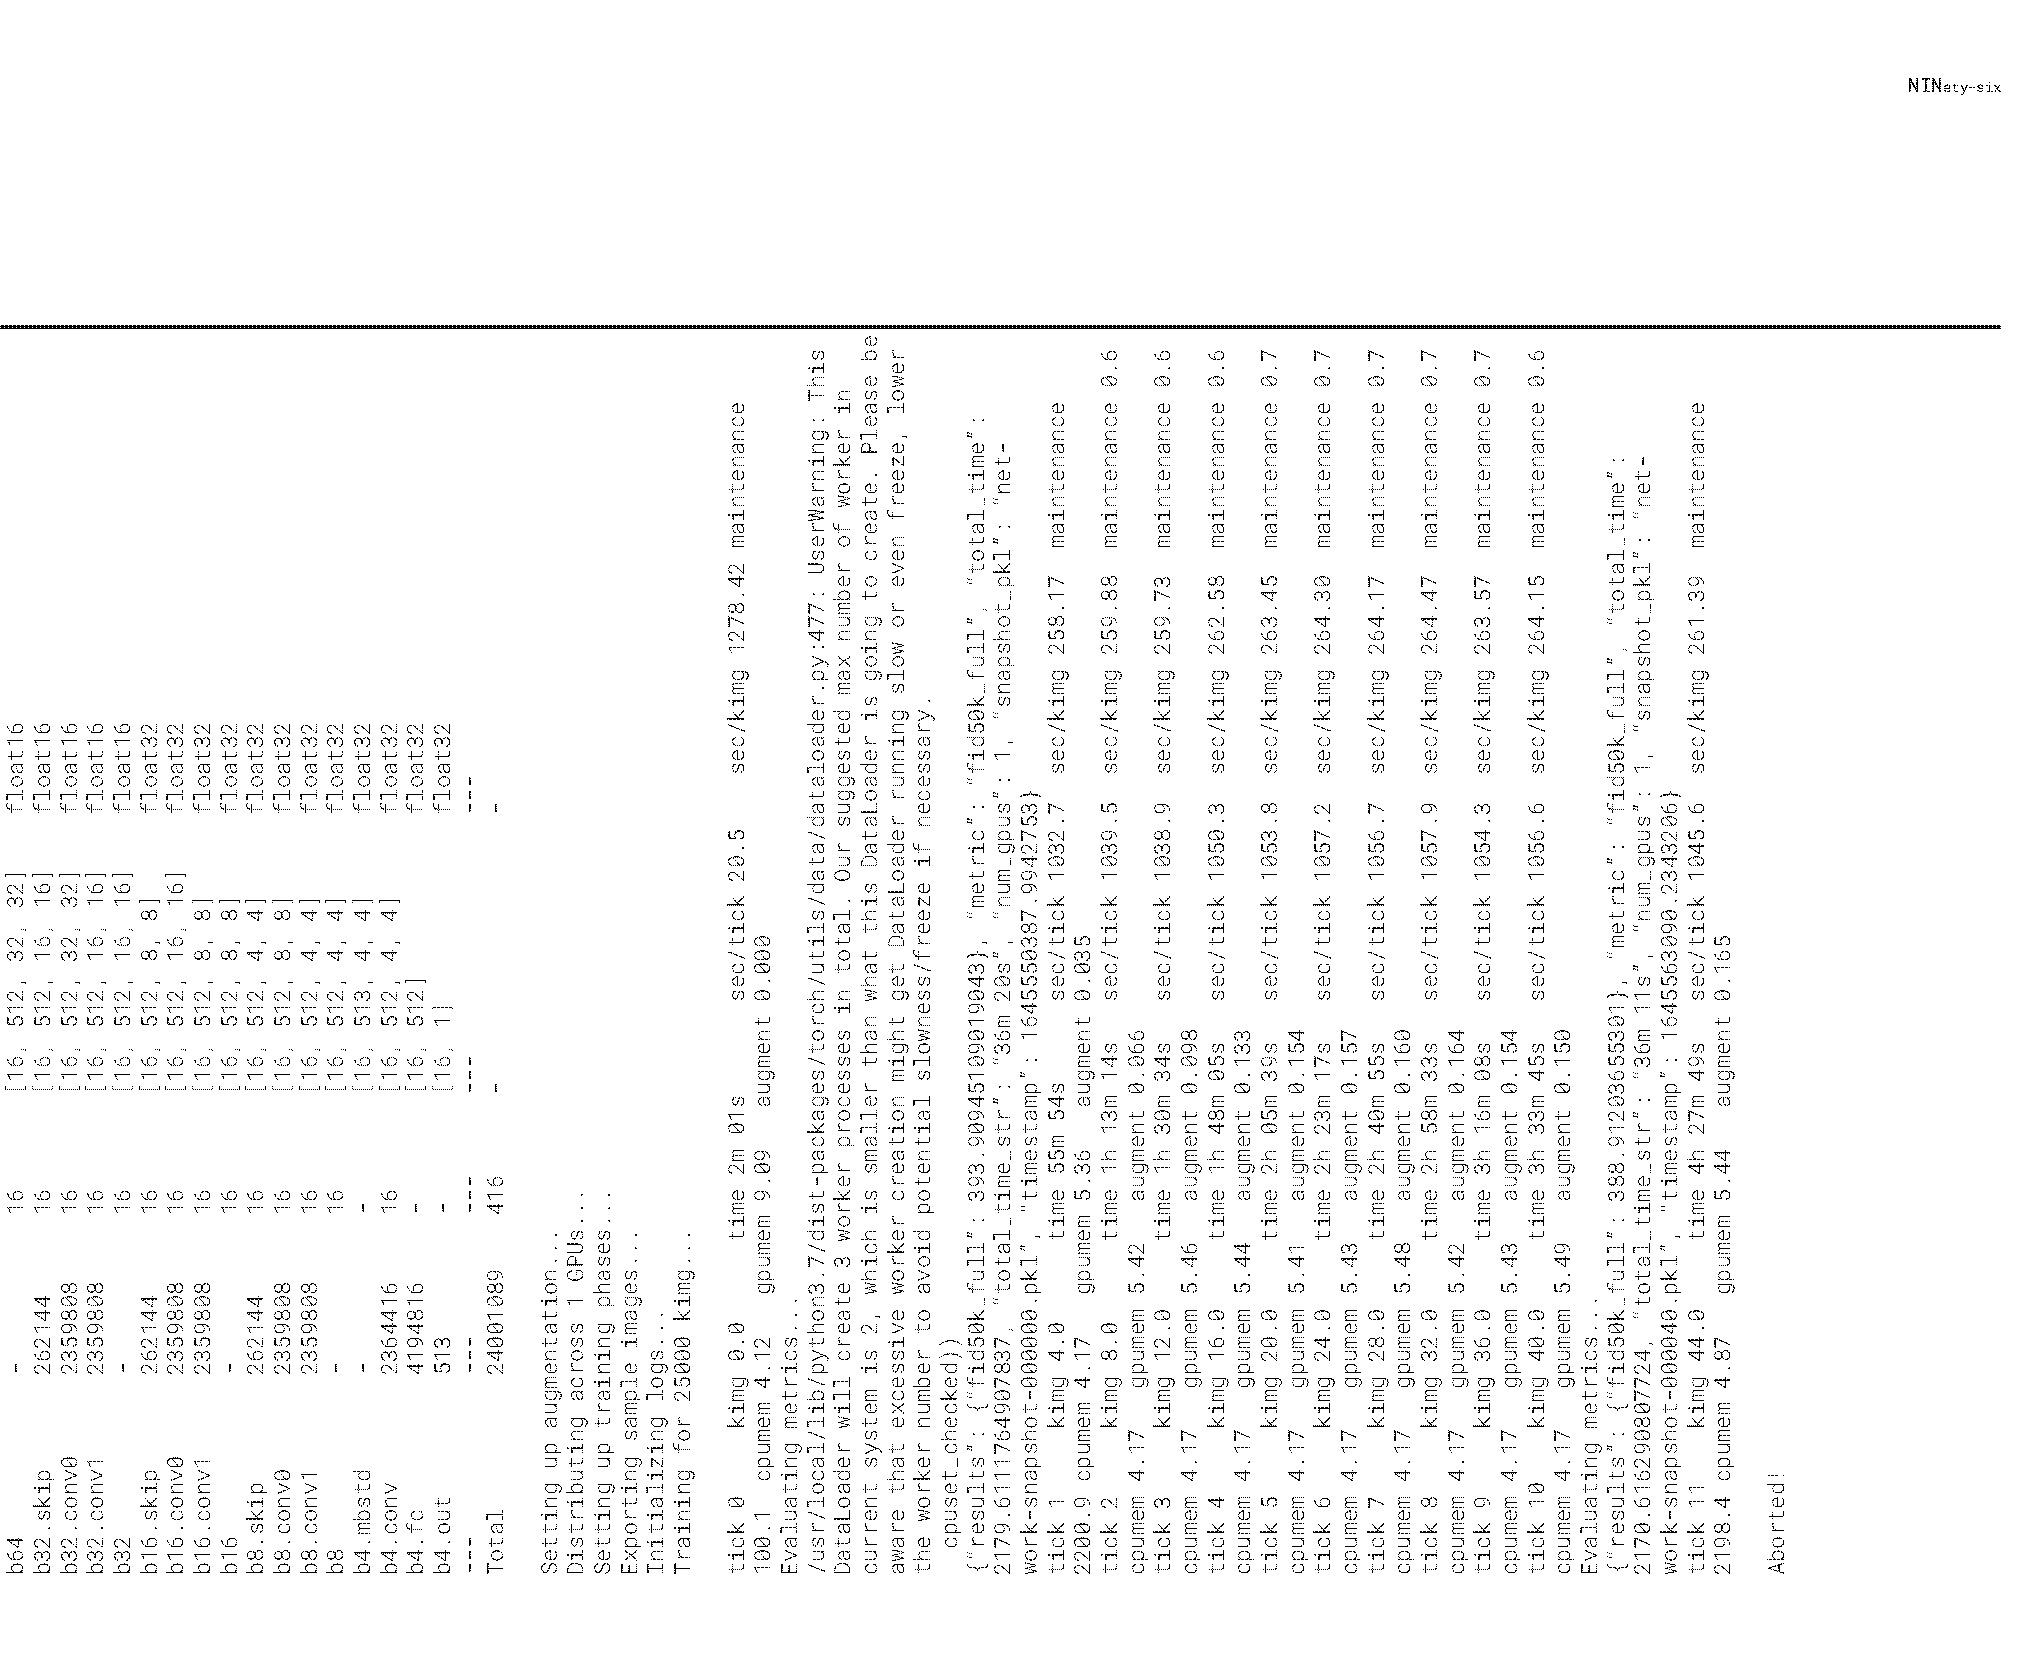 b64 - 16 [16, 512, 32, 32] float16
b32.skip 262144 16 [16, 512, 16, 16] float16
b32.conv0 2359808 16 [16, 512, 32, 32] float16
b32.conv1 2359808 16 [16, 512, 16, 16] float16
b32 - 16 [16, 512, 16, 16] float16
b16.skip 262144 16 [16, 512, 8, 8] float32
b16.conv0 2359808 16 [16, 512, 16, 16] float32
b16.conv1 2359808 16 [16, 512, 8, 8] float32
b16 - 16 [16, 512, 8, 8] float32
b8.skip 262144 16 [16, 512, 4, 4] float32
b8.conv0 2359808 16 [16, 512, 8, 8] float32
b8.conv1 2359808 16 [16, 512, 4, 4] float32
b8 - 16 [16, 512, 4, 4] float32
b4.mbstd - - [16, 513, 4, 4] float32
b4.conv 2364416 16 [16, 512, 4, 4] float32
b4.fc 4194816 - [16, 512] float32
b4.out 513 - [16, 1] float32
--- --- --- --- ---
Total 24001089 416 - -
Setting up augmentation...
Distributing across 1 GPUs...
Setting up training phases...
Exporting sample images...
Initializing logs...
Training for 25000 kimg...
tick 0 kimg 0.0 time 2m 01s sec/tick 20.5 sec/kimg 1278.42 maintenance
100.1 cpumem 4.12 gpumem 9.09 augment 0.000
Evaluating metrics...
/usr/local/lib/python3.7/dist-packages/torch/utils/data/dataloader.py:477: UserWarning: This
DataLoader will create 3 worker processes in total. Our suggested max number of worker in
current system is 2, which is smaller than what this DataLoader is going to create. Please be
aware that excessive worker creation might get DataLoader running slow or even freeze, lower
the worker number to avoid potential slowness/freeze if necessary.
cpuset_checked))
{"results": {"fid50k_full": 393.90945109019043}, "metric": "fid50k_full", "total_time":
2179.6111764907837, "total_time_str": "36m 20s", "num_gpus": 1, "snapshot_pkl": "net-
work-snapshot-000000.pkl", "timestamp": 1645550387.9942753}
tick 1 kimg 4.0 time 55m 54s sec/tick 1032.7 sec/kimg 258.17 maintenance
2200.9 cpumem 4.17 gpumem 5.36 augment 0.035
tick 2 kimg 8.0 time 1h 13m 14s sec/tick 1039.5 sec/kimg 259.88 maintenance 0.6
cpumem 4.17 gpumem 5.42 augment 0.066
tick 3 kimg 12.0 time 1h 30m 34s sec/tick 1038.9 sec/kimg 259.73 maintenance 0.6
cpumem 4.17 gpumem 5.46 augment 0.098
tick 4 kimg 16.0 time 1h 48m 05s sec/tick 1050.3 sec/kimg 262.58 maintenance 0.6
cpumem 4.17 gpumem 5.44 augment 0.133
tick 5 kimg 20.0 time 2h 05m 39s sec/tick 1053.8 sec/kimg 263.45 maintenance 0.7
cpumem 4.17 gpumem 5.41 augment 0.154
tick 6 kimg 24.0 time 2h 23m 17s sec/tick 1057.2 sec/kimg 264.30 maintenance 0.7
cpumem 4.17 gpumem 5.43 augment 0.157
tick 7 kimg 28.0 time 2h 40m 55s sec/tick 1056.7 sec/kimg 264.17 maintenance 0.7
cpumem 4.17 gpumem 5.48 augment 0.160
tick 8 kimg 32.0 time 2h 58m 33s sec/tick 1057.9 sec/kimg 264.47 maintenance 0.7
cpumem 4.17 gpumem 5.42 augment 0.164
tick 9 kimg 36.0 time 3h 16m 08s sec/tick 1054.3 sec/kimg 263.57 maintenance 0.7
cpumem 4.17 gpumem 5.43 augment 0.154
tick 10 kimg 40.0 time 3h 33m 45s sec/tick 1056.6 sec/kimg 264.15 maintenance 0.6
cpumem 4.17 gpumem 5.49 augment 0.150
Evaluating metrics...
{"results": {"fid50k_full": 388.9120366535301}, "metric": "fid50k_full", "total_time":
2170.6162909807724, "total_time_str": "36m 11s", "num_gpus": 1, "snapshot_pkl": "net-
work-snapshot-000040.pkl", "timestamp": 1645563090.2343206}
tick 11 kimg 44.0 time 4h 27m 49s sec/tick 1045.6 sec/kimg 261.39 maintenance
2198.4 cpumem 4.87 gpumem 5.44 augment 0.165
Aborted!
NINety-six